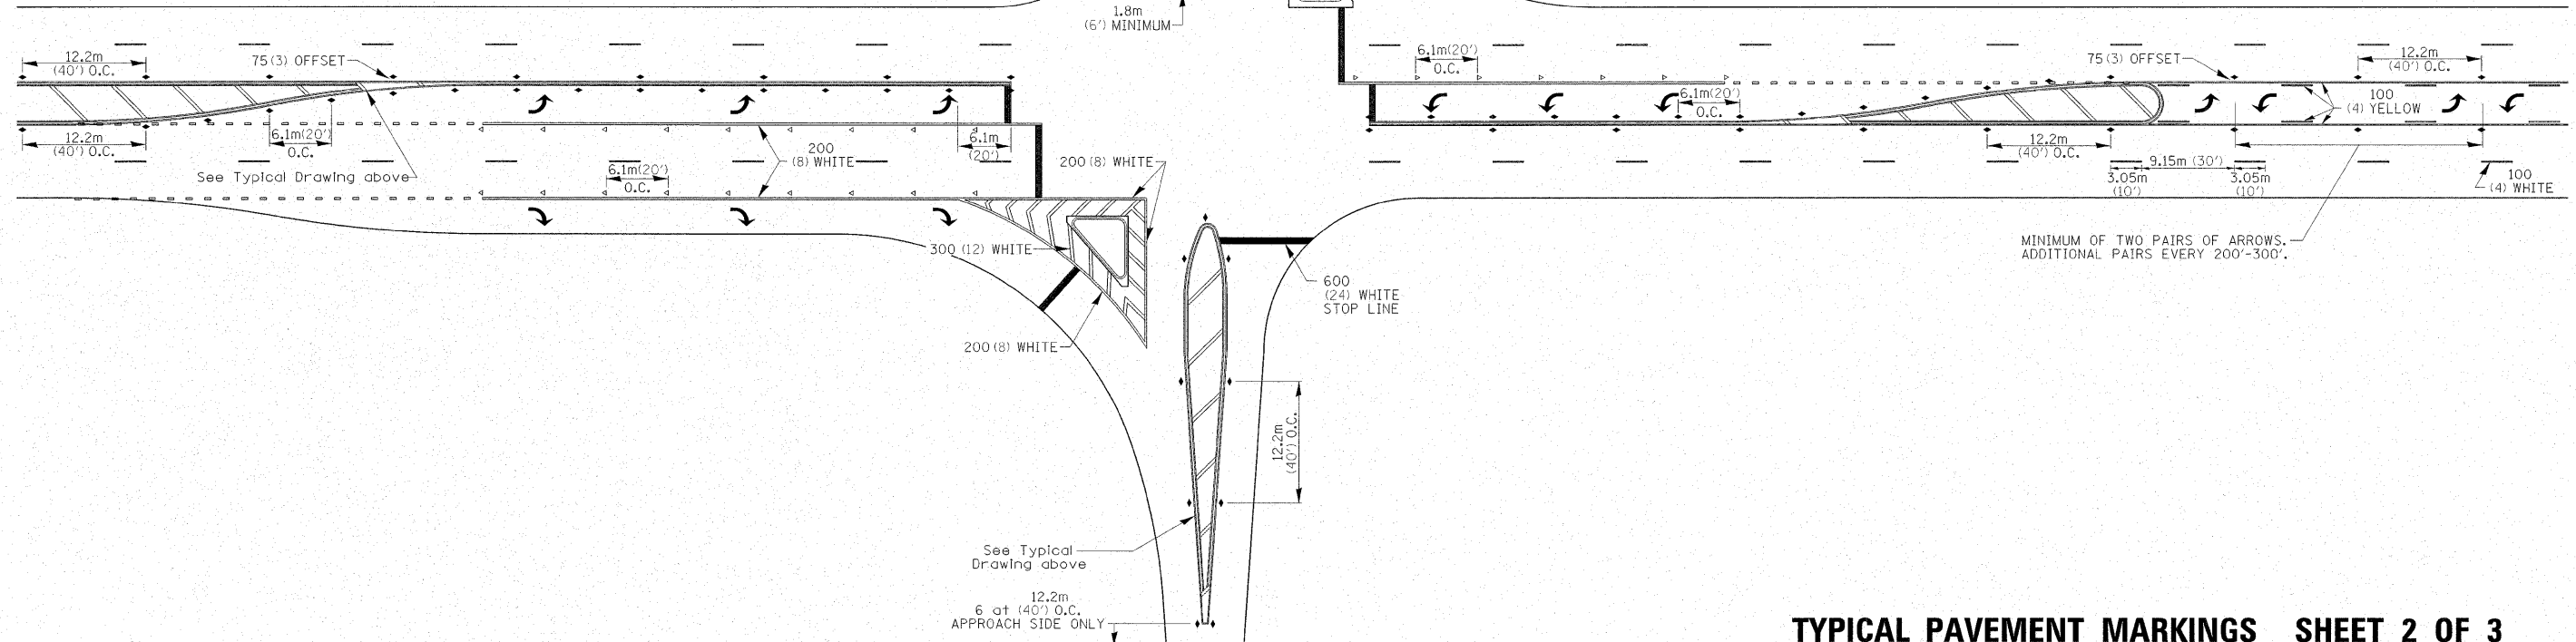 1.8m
(6') MINIMUM
12.2m
(40') O.C.
75(3) OFFSET
12.2m
(40') O.C.
6.1m(20')
O.C.
See Typical Drawing above
6.1m(20')
O.C.
200
(8) WHITE
6.1m
(20')
200(8) WHITE
300 (12) WHITE
200(8) WHITE
600
(24) WHITE
STOP LINE
12.2m
(40') O.C.
See Typical
Drawing above
12.2m
6 at (40') O.C.
APPROACH SIDE ONLY
6.1m(20')
O.C.
6.1m(20')
O.C.
75(3) OFFSET
12.2m
(40') O.C.
100
(4) YELLOW
12.2m
(40') O.C.
9.15m (30')
3.05m
(10')
3.05m
(10')
100
(4) WHITE
MINIMUM OF TWO PAIRS OF ARROWS.
ADDITIONAL PAIRS EVERY 200'-300'.
TYPICAL PAVEMENT MARKINGS SHEET 2 OF 3